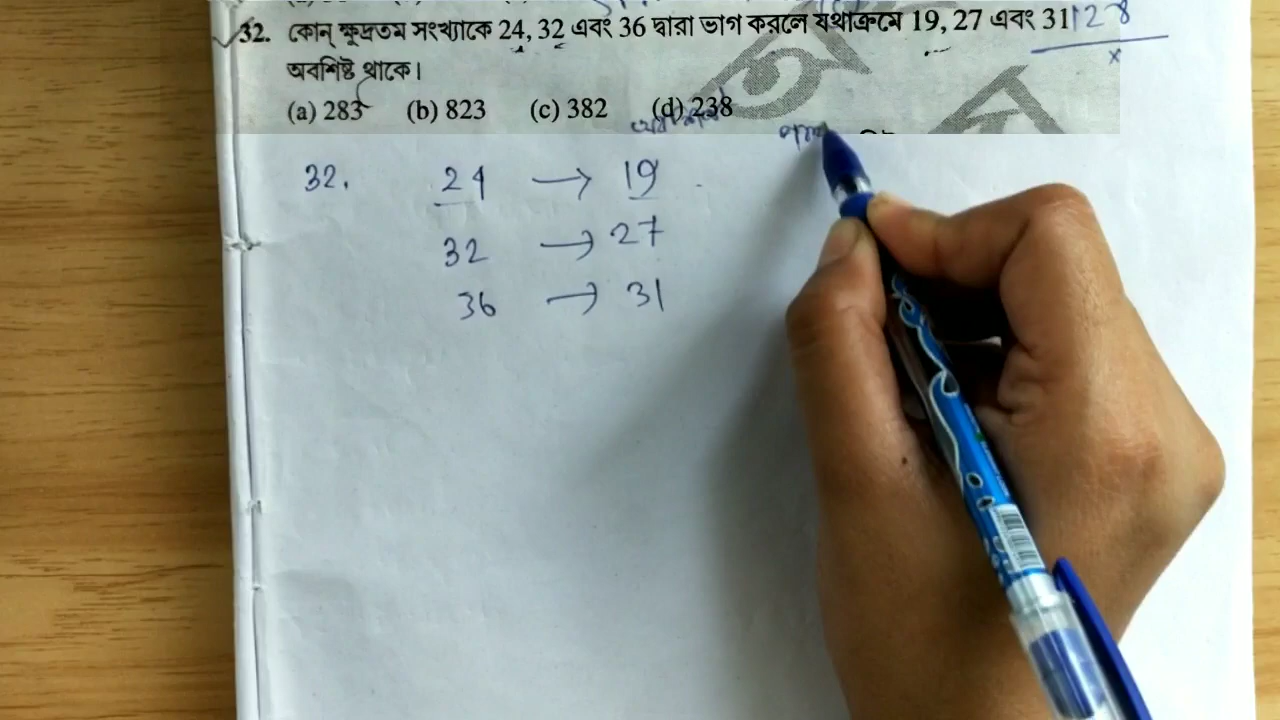 32. কোন্ ক্ষুদ্রতম সংখ্যাকে 24, 32 এবং 36 দ্বারা ভাগ করলে যথাক্রমে 19, 27 এবং 31 128
অবশিষ্ট থাকে। x
(a) 283 (b) 823 (c) 382 (d) 238
32. 24 → 19
32 → 27
36 → 31